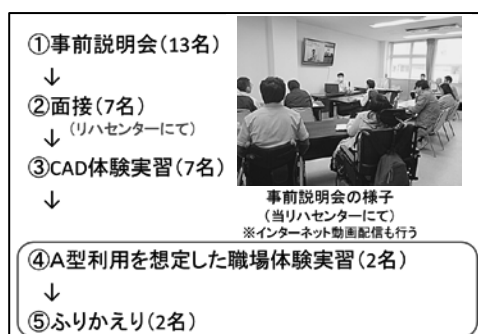 ①事前説明会(13名)
↓
②面接(7名)
↓ (リハセンターにて)
③CAD体験実習(7名)
↓
事前説明会の様子
(当リハセンターにて)
※インターネット動画配信も行う
④A型利用を想定した職場体験実習(2名)
↓
⑤ふりかえり(2名)